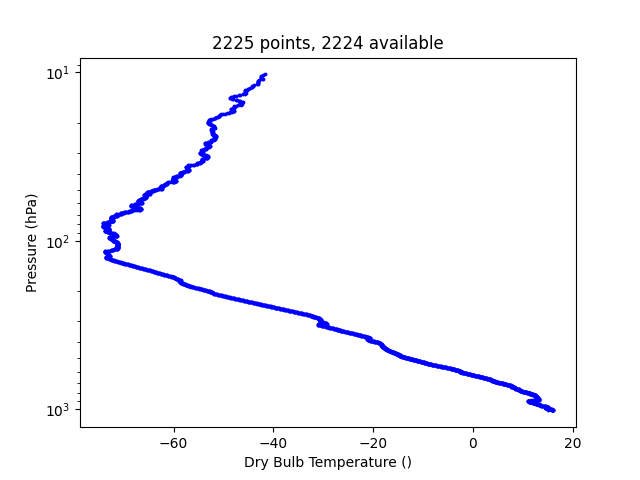 2225 points, 2224 available
10¹
10²
10³
Pressure (hPa)
−60
−40
−20
0
20
Dry Bulb Temperature ()